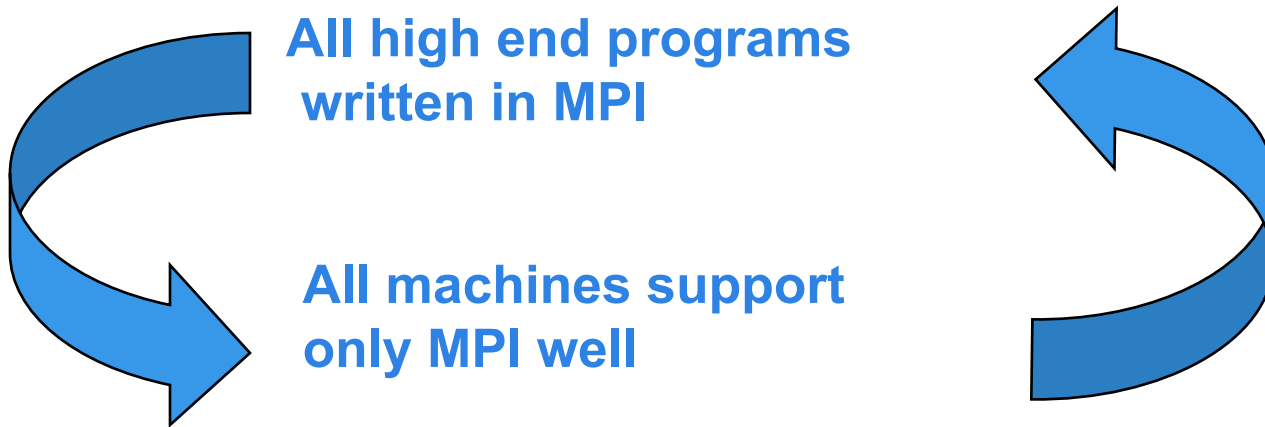 All high end programs
written in MPI
All machines support
only MPI well